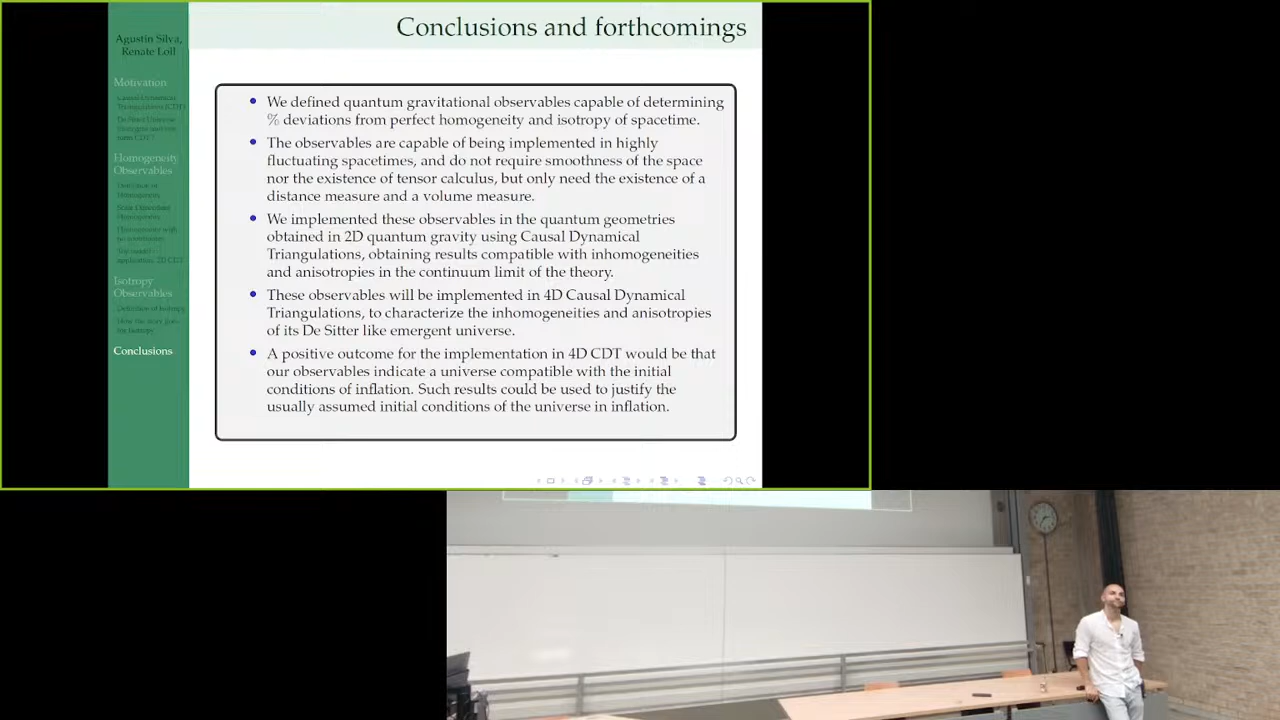 Conclusions and forthcomings
Agustin Silva,
Renate Loll
Motivation
Causal Dynamical
Triangulations (CDT)
Homogeneity
Observables
Isotropy
Observables
Definition of Isotropy
Conclusions
• We defined quantum gravitational observables capable of determining
% deviations from perfect homogeneity and isotropy of spacetime.
• The observables are capable of being implemented in highly
fluctuating spacetimes, and do not require smoothness of the space
nor the existence of tensor calculus, but only need the existence of a
distance measure and a volume measure.
• We implemented these observables in the quantum geometries
obtained in 2D quantum gravity using Causal Dynamical
Triangulations, obtaining results compatible with inhomogeneities
and anisotropies in the continuum limit of the theory.
• These observables will be implemented in 4D Causal Dynamical
Triangulations, to characterize the inhomogeneities and anisotropies
of its De Sitter like emergent universe.
• A positive outcome for the implementation in 4D CDT would be that
our observables indicate a universe compatible with the initial
conditions of inflation. Such results could be used to justify the
usually assumed initial conditions of the universe in inflation.